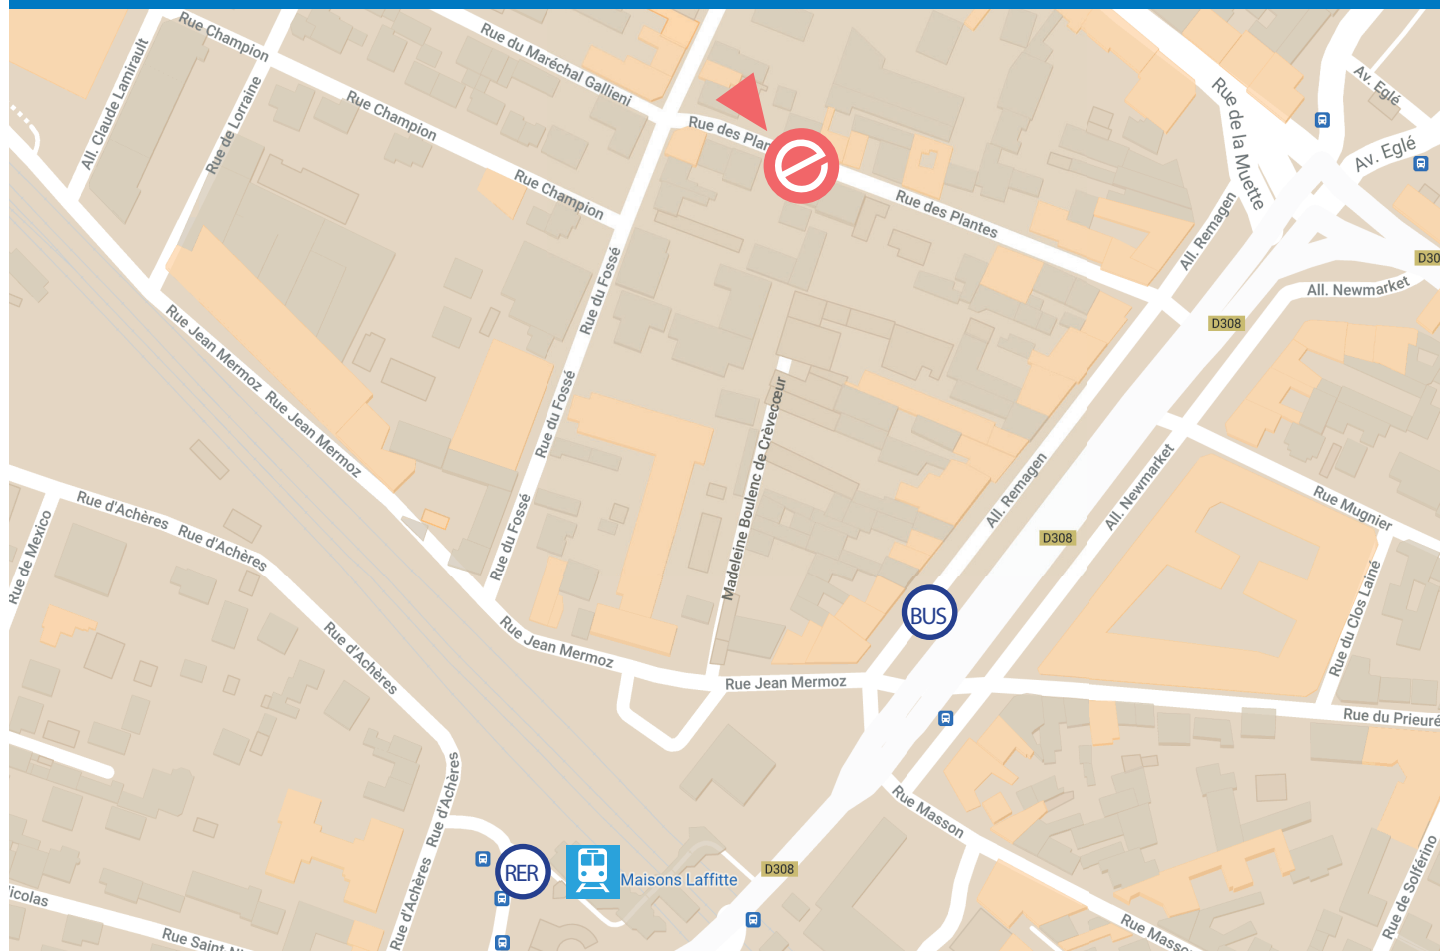 Rue Champion
Rue du Maréchal Gallieni
All. Claude Lamirault
Rue de Lorraine
Rue Champion
Rue des Plan
Rue de la Muette
Av. Eglé
Av. Eglé
Rue Champion
Rue des Plantes
All. Remagen
D30
All. Newmarket
Rue du Fossé
D308
Rue Jean Mermoz
Rue Jean Mermoz
Rue du Fossé
Madeleine Boulenc de Crèvecœur
All. Remagen
All. Newmarket
Rue Mugnier
Rue d'Achères
Rue d'Achères
Rue de Mexico
Rue du Fossé
D308
Rue du Clos Lainé
BUS
Rue d'Achères
Rue Jean Mermoz
Rue Jean Mermoz
Rue du Prieuré
Rue d'Achères
Rue d'Achères
Rue Masson
RER
Maisons Laffitte
D308
Rue de Solférino
icolas
Rue Saint-Ni
Rue d'Achères
Rue Masso